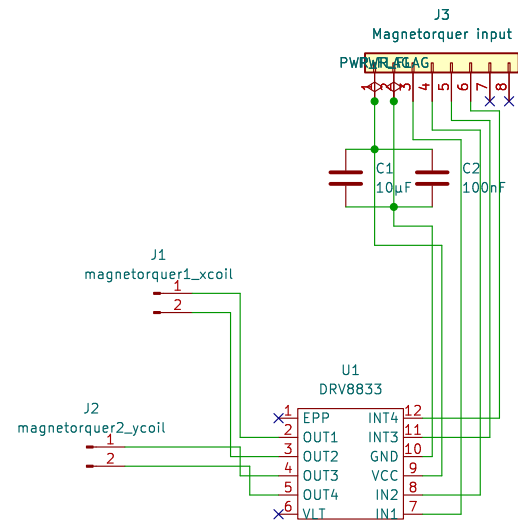 J3
Magnetorquer input
PWR_FLAG
PWR_FLAG
1
2
3
4
5
6
7
8
C1
10µF
C2
100nF
J1
magnetorquer1_xcoil
1
2
J2
magnetorquer2_ycoil
1
2
U1
DRV8833
1 EPP INT4 12
2 OUT1 INT3 11
3 OUT2 GND 10
4 OUT3 VCC 9
5 OUT4 IN2 8
6 VLT IN1 7